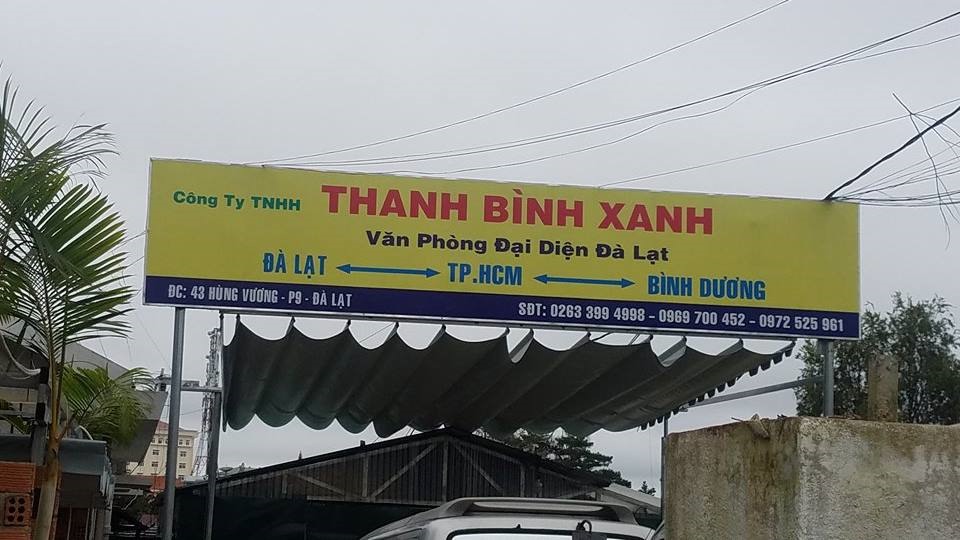 Công Ty TNHH THANH BÌNH XANH
Văn Phòng Đại Diện Đà Lạt
ĐÀ LẠT TP.HCM BÌNH DƯƠNG
ĐC: 43 HÙNG VƯƠNG - P9 - ĐÀ LẠT SĐT: 0263 399 4998 - 0969 700 452 - 0972 525 961